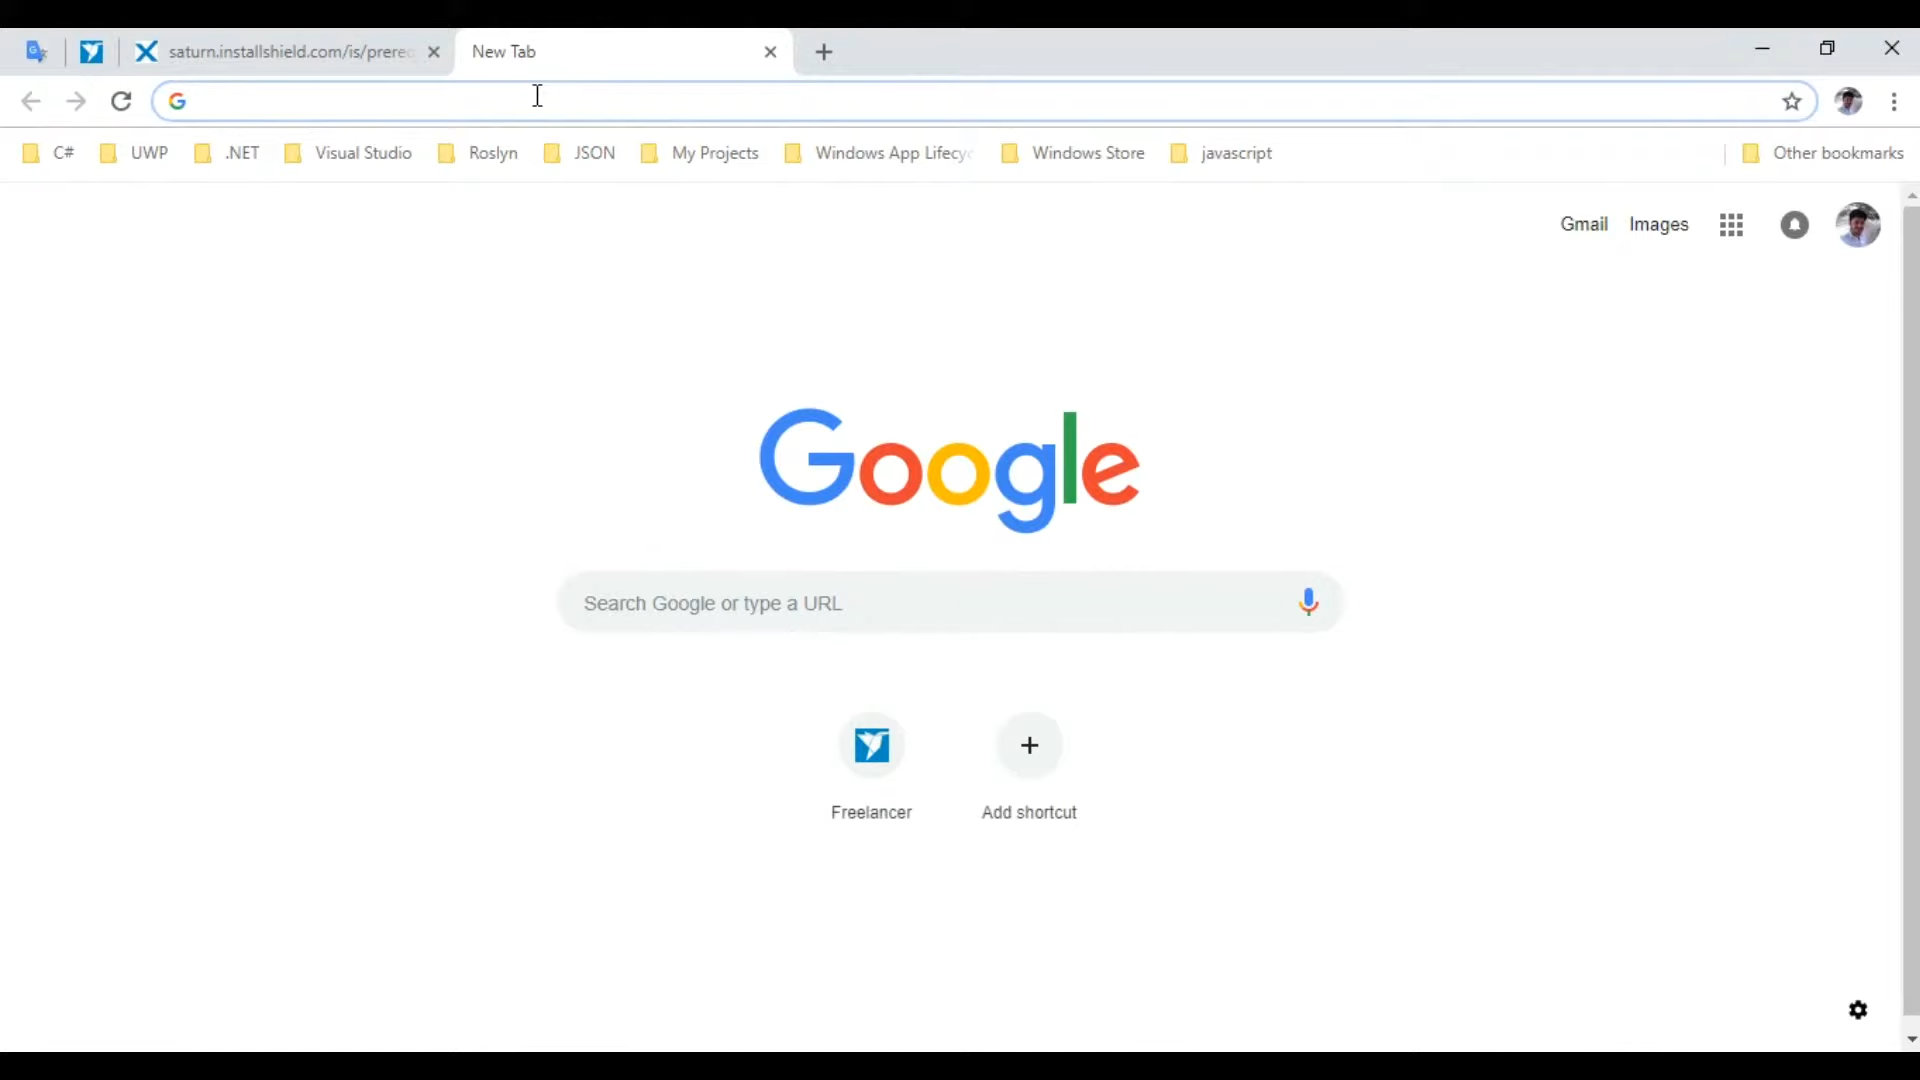 saturn.installshield.com/is/prereq
New Tab
C#
UWP
.NET
Visual Studio
Roslyn
JSON
My Projects
Windows App Lifecyc
Windows Store
javascript
Other bookmarks
Gmail
Images
Google
Search Google or type a URL
Freelancer
Add shortcut